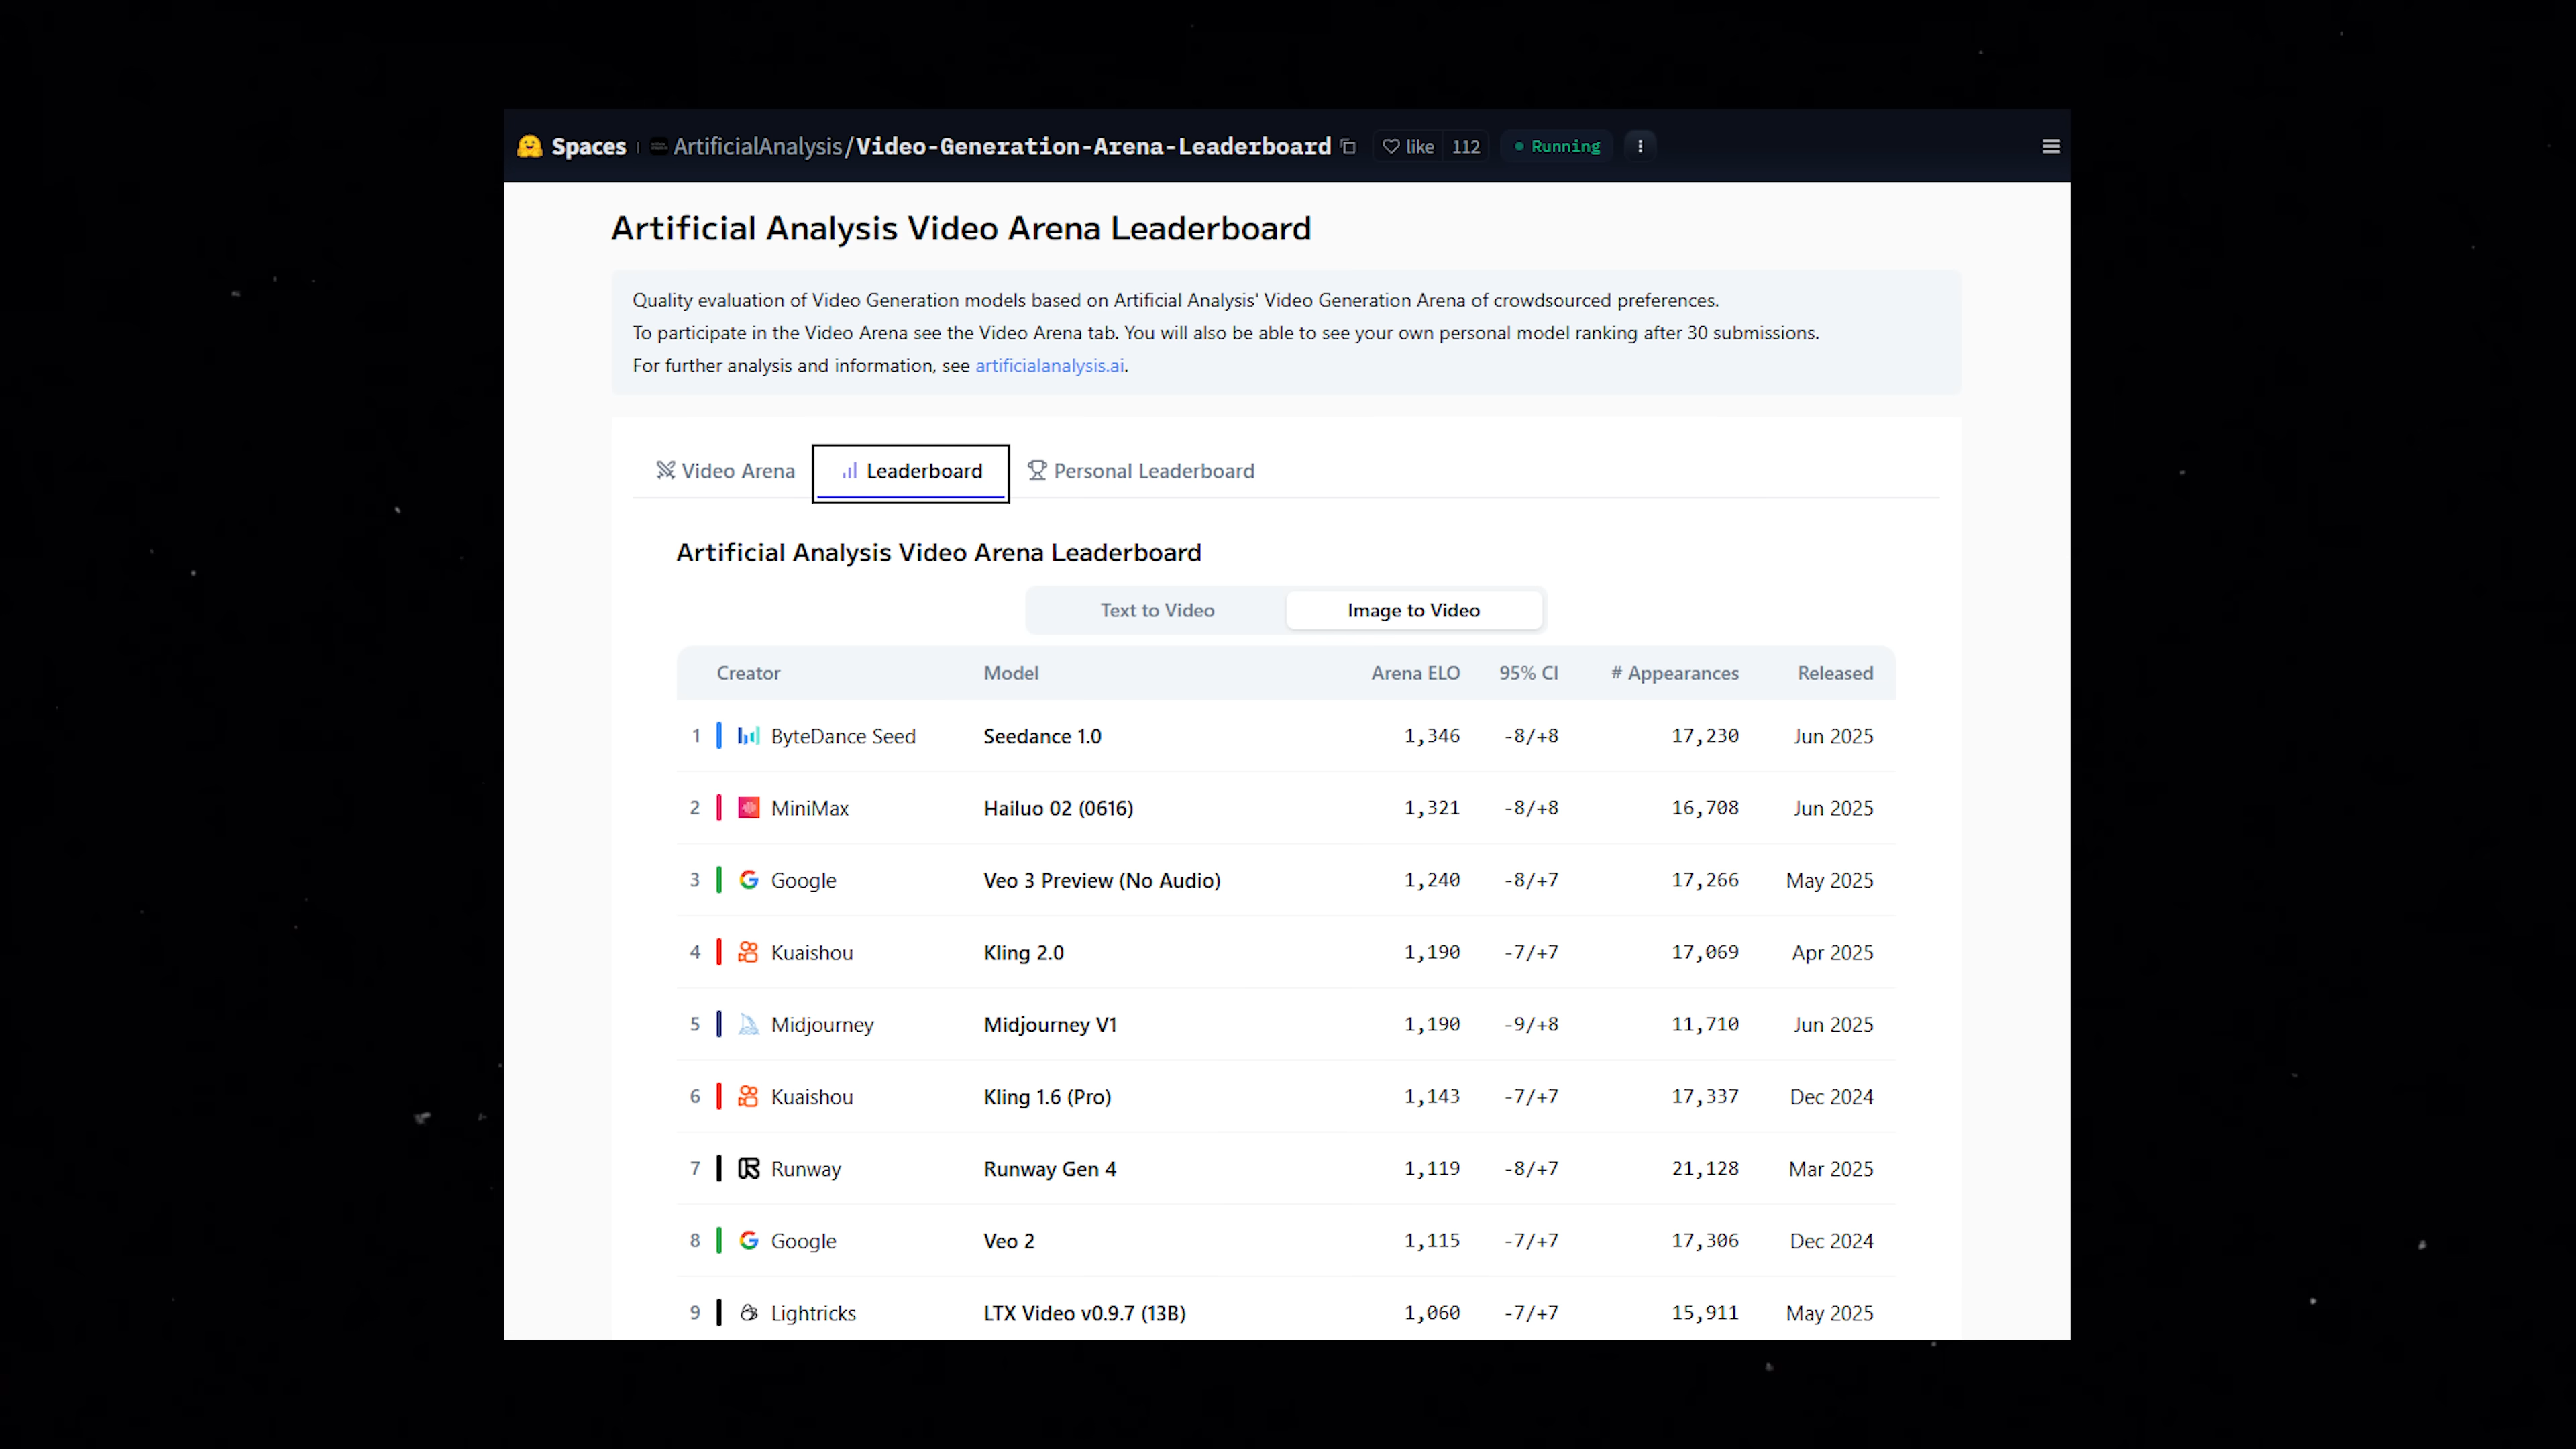 Spaces ArtificialAnalysis/Video-Generation-Arena-Leaderboard like 112 Running
Artificial Analysis Video Arena Leaderboard
Quality evaluation of Video Generation models based on Artificial Analysis' Video Generation Arena of crowdsourced preferences.
To participate in the Video Arena see the Video Arena tab. You will also be able to see your own personal model ranking after 30 submissions.
For further analysis and information, see artificialanalysis.ai.
Video Arena Leaderboard Personal Leaderboard
Artificial Analysis Video Arena Leaderboard
Text to Video Image to Video
Creator Model Arena ELO 95% CI # Appearances Released
1 ByteDance Seed Seedance 1.0 1,346 -8/+8 17,230 Jun 2025
2 MiniMax Hailuo 02 (0616) 1,321 -8/+8 16,708 Jun 2025
3 Google Veo 3 Preview (No Audio) 1,240 -8/+7 17,266 May 2025
4 Kuaishou Kling 2.0 1,190 -7/+7 17,069 Apr 2025
5 Midjourney Midjourney V1 1,190 -9/+8 11,710 Jun 2025
6 Kuaishou Kling 1.6 (Pro) 1,143 -7/+7 17,337 Dec 2024
7 Runway Runway Gen 4 1,119 -8/+7 21,128 Mar 2025
8 Google Veo 2 1,115 -7/+7 17,306 Dec 2024
9 Lightricks LTX Video v0.9.7 (13B) 1,060 -7/+7 15,911 May 2025